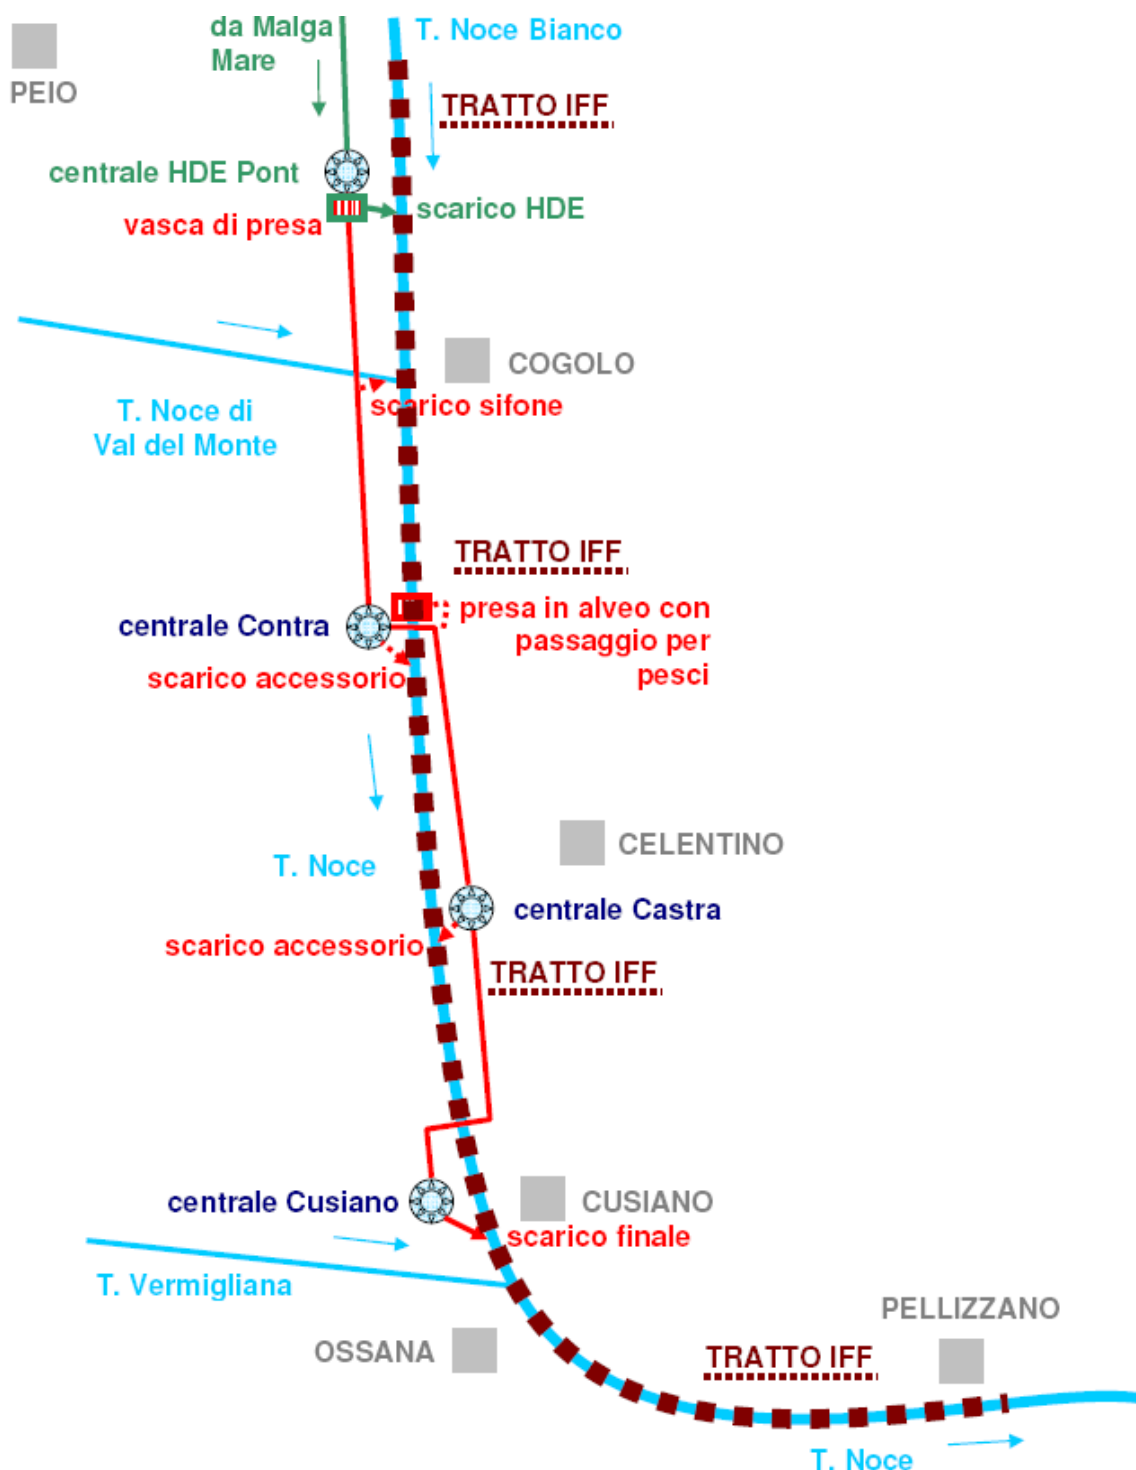 da Malga
Mare
T. Noce Bianco
PEIO
TRATTO IFF
centrale HDE Pont
scarico HDE
vasca di presa
COGOLO
scarico sifone
T. Noce di
Val del Monte
TRATTO IFF
presa in alveo con
passaggio per
pesci
centrale Contra
scarico accessorio
CELENTINO
T. Noce
centrale Castra
scarico accessorio
TRATTO IFF
centrale Cusiano
CUSIANO
scarico finale
T. Vermigliana
PELLIZZANO
OSSANA
TRATTO IFF
T. Noce